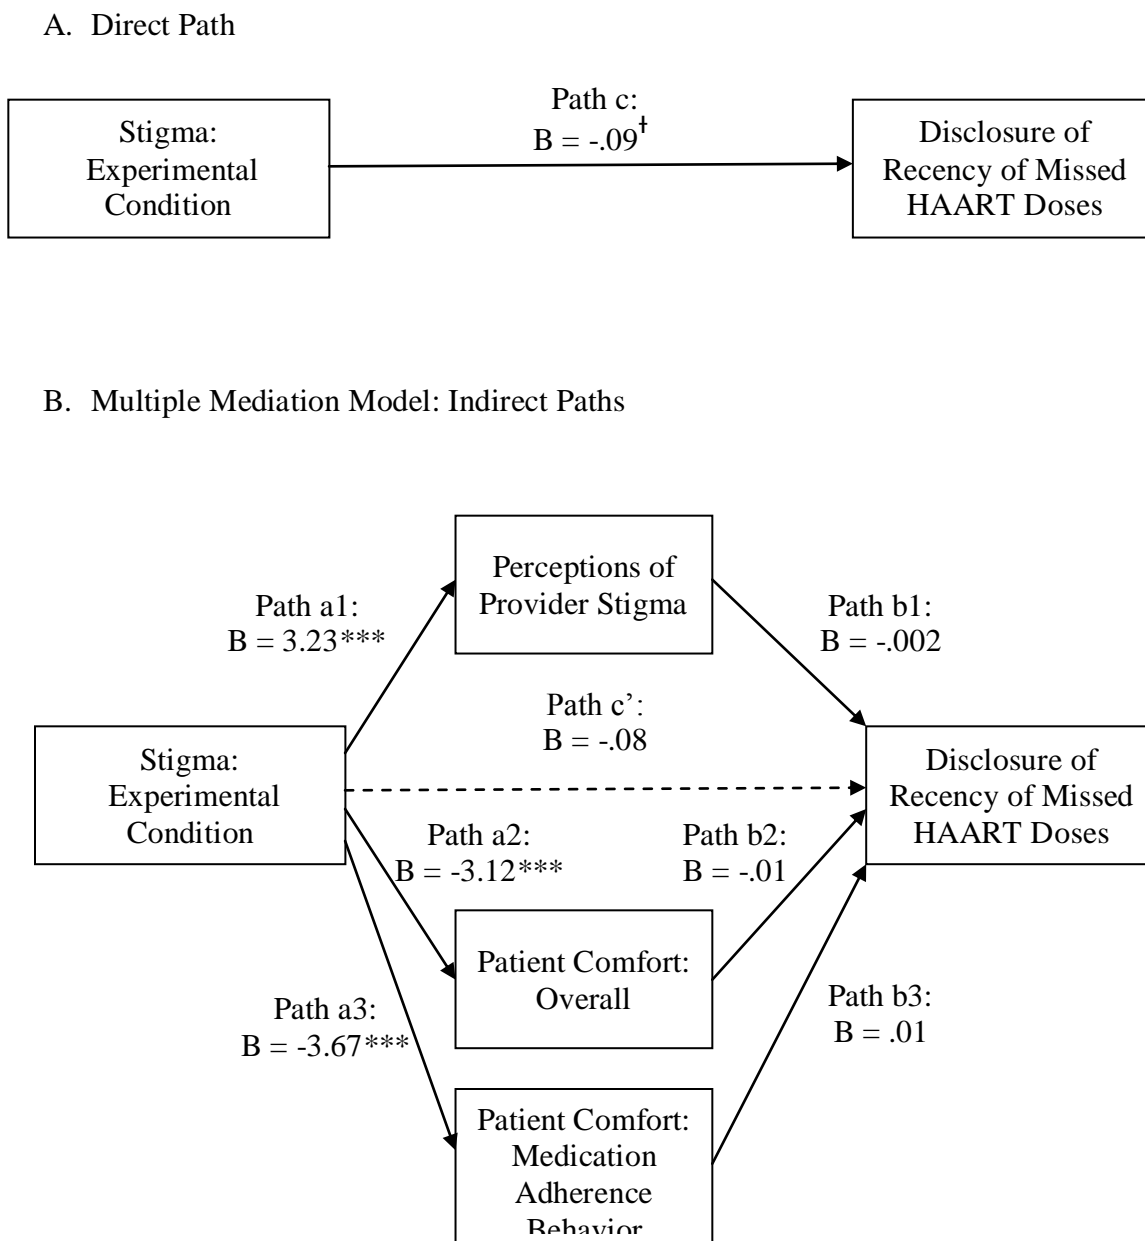 A. Direct Path
Path c:
B = -.09ƚ
Stigma:
Experimental
Condition
Disclosure of
Recency of Missed
HAART Doses
B. Multiple Mediation Model: Indirect Paths
Perceptions of
Provider Stigma
Path a1:
B = 3.23***
Path b1:
B = -.002
Path c’:
B = -.08
Stigma:
Experimental
Condition
Disclosure of
Recency of Missed
HAART Doses
Path a2:
B = -3.12***
Path b2:
B = -.01
Patient Comfort:
Overall
Path a3:
B = -3.67***
Path b3:
B = .01
Patient Comfort:
Medication
Adherence
Behavior